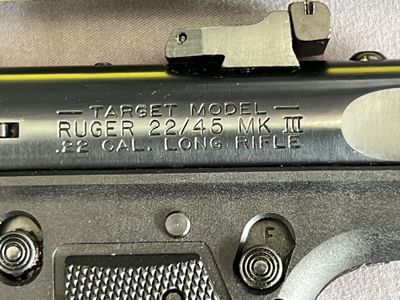 — TARGET MODEL —
RUGER 22/45 MK III
.22 CAL. LONG RIFLE
F